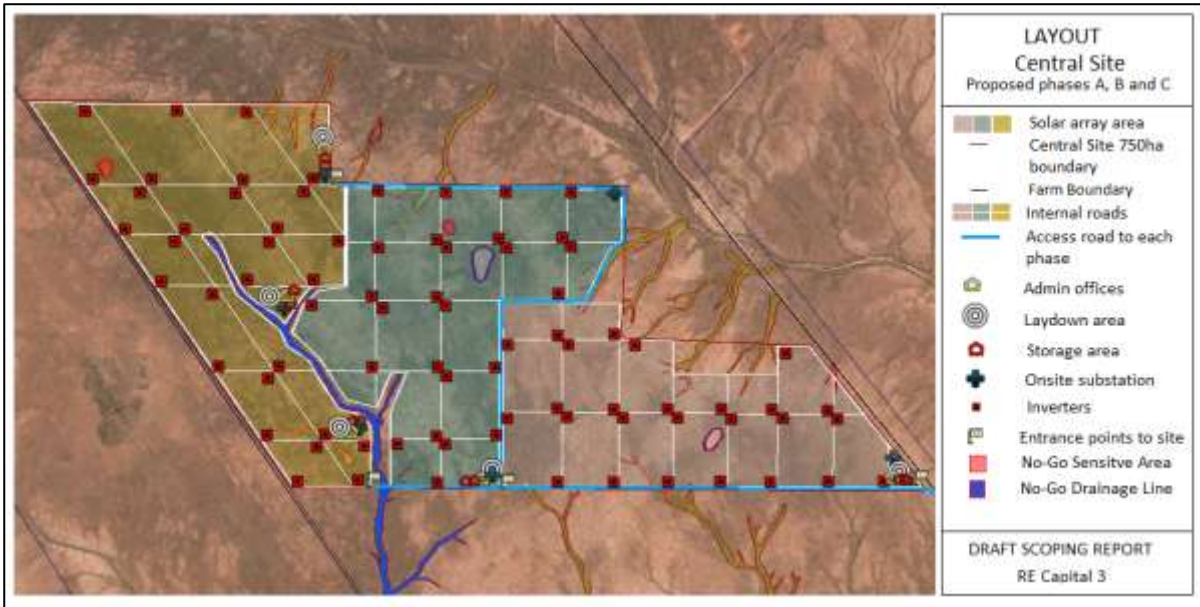 LAYOUT
Central Site
Proposed phases A, B and C
Solar array area
Central Site 750ha
boundary
Farm Boundary
Internal roads
Access road to each
phase
Admin offices
Laydown area
Storage area
Onsite substation
Inverters
Entrance points to site
No-Go Sensitve Area
No-Go Drainage Line
DRAFT SCOPING REPORT
RE Capital 3